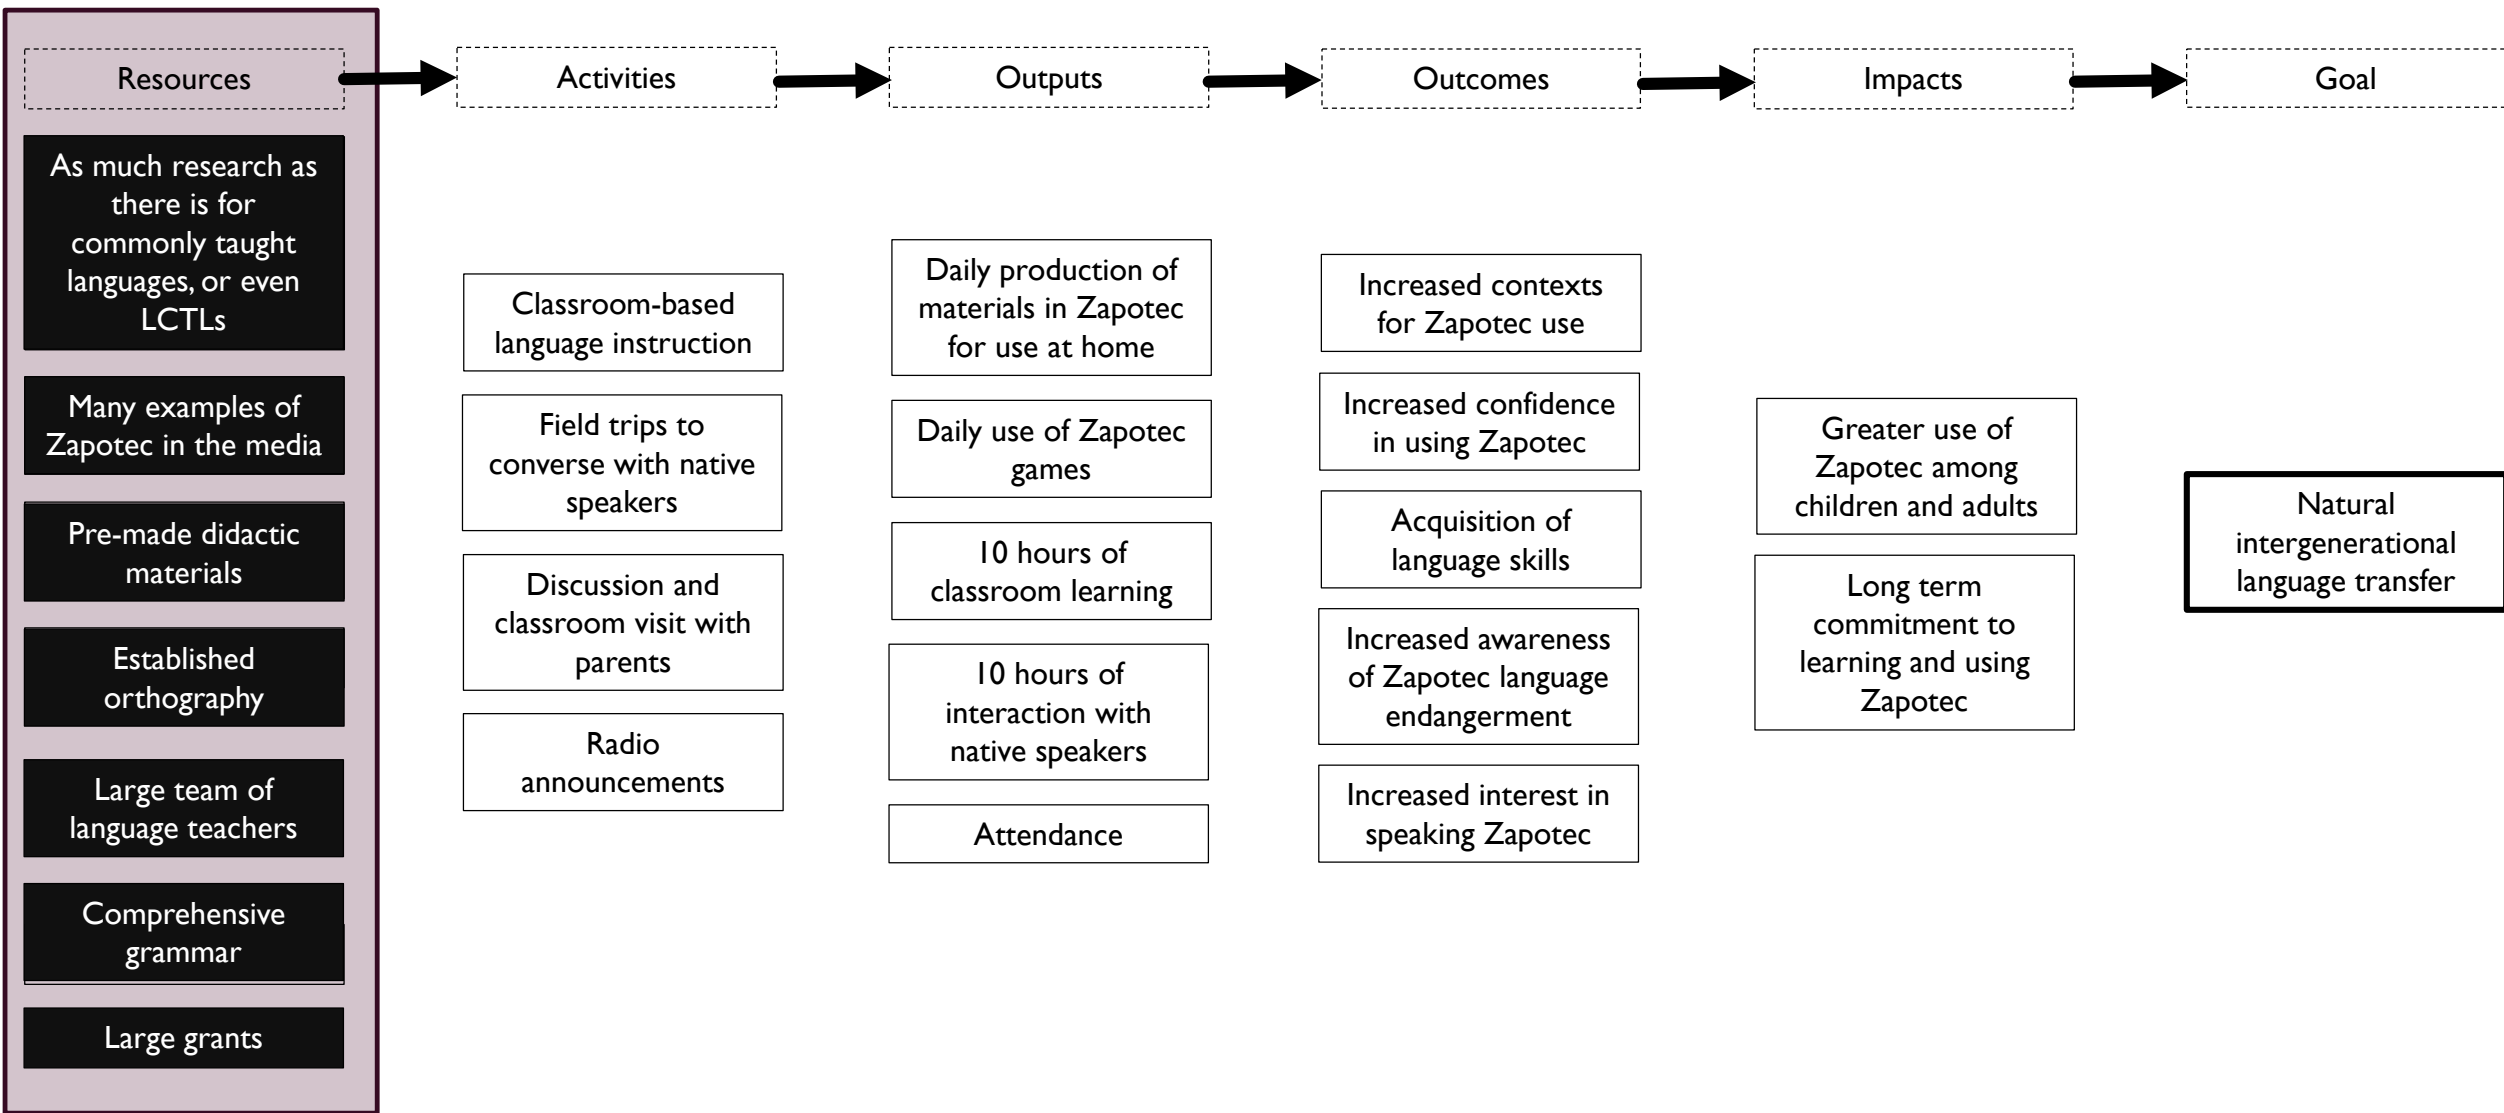 Resources
Activities
Outputs
Outcomes
Impacts
Goal
As much research as
there is for
commonly taught
languages, or even
LCTLs
Many examples of
Zapotec in the media
Pre-made didactic
materials
Established
orthography
Large team of
language teachers
Comprehensive
grammar
Large grants
Classroom-based
language instruction
Field trips to
converse with native
speakers
Discussion and
classroom visit with
parents
Radio
announcements
Daily production of
materials in Zapotec
for use at home
Daily use of Zapotec
games
10 hours of
classroom learning
10 hours of
interaction with
native speakers
Attendance
Increased contexts
for Zapotec use
Increased confidence
in using Zapotec
Acquisition of
language skills
Increased awareness
of Zapotec language
endangerment
Increased interest in
speaking Zapotec
Greater use of
Zapotec among
children and adults
Long term
commitment to
learning and using
Zapotec
Natural
intergenerational
language transfer